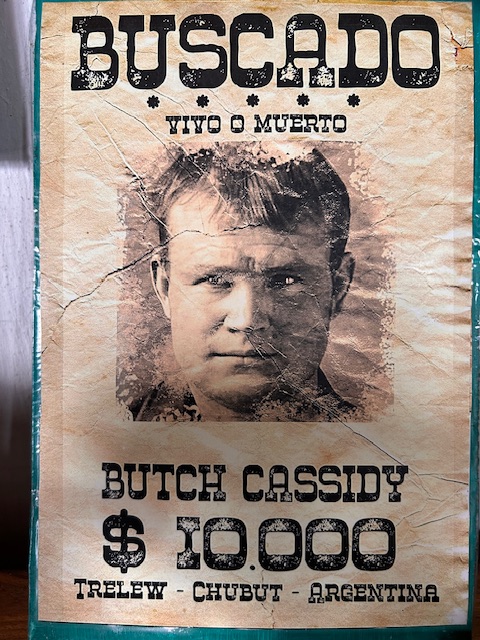 BUSCADO
VIVO O MUERTO
BUTCH CASSIDY
$ 10.000
TRELEW - CHUBUT - ARGENTINA